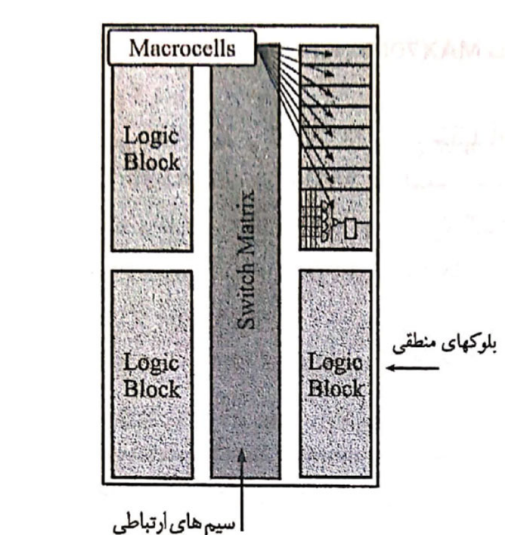 Macrocells
Logic
Block
Switch Matrix
Logic
Block
Logic
Block
بلوکهای منطقی
سیم های ارتباطی